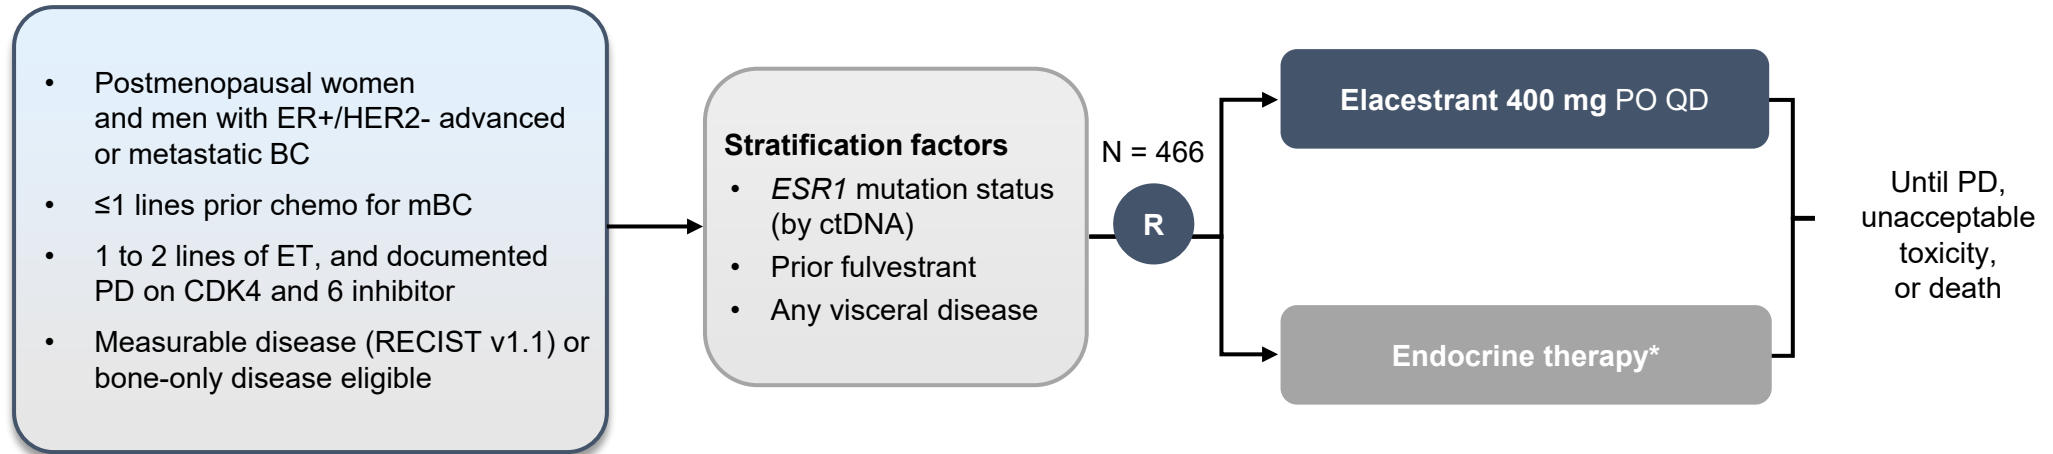 • Postmenopausal women
and men with ER+/HER2- advanced
or metastatic BC
• ≤1 lines prior chemo for mBC
• 1 to 2 lines of ET, and documented
PD on CDK4 and 6 inhibitor
• Measurable disease (RECIST v1.1) or
bone-only disease eligible
Stratification factors
• ESR1 mutation status
(by ctDNA)
• Prior fulvestrant
• Any visceral disease
N = 466
R
Elacestrant 400 mg PO QD
Endocrine therapy*
Until PD,
unacceptable
toxicity,
or death